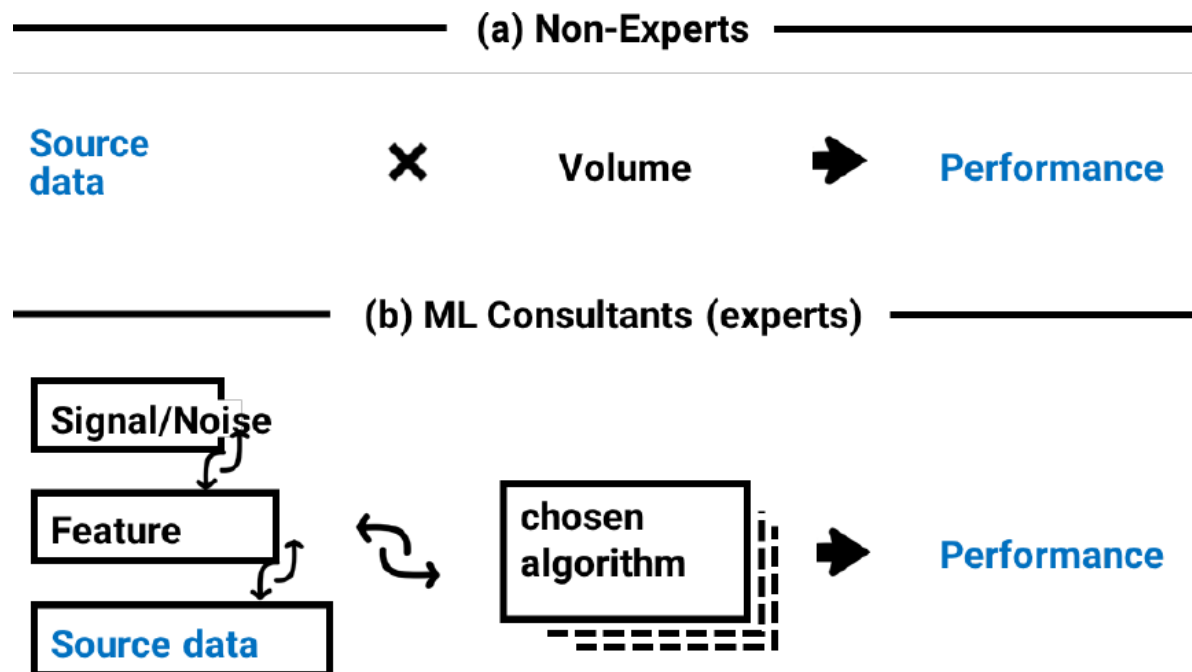 (a) Non-Experts
Source
data
Volume
Performance
(b) ML Consultants (experts)
Signal/Noise
Feature
Source data
chosen
algorithm
Performance